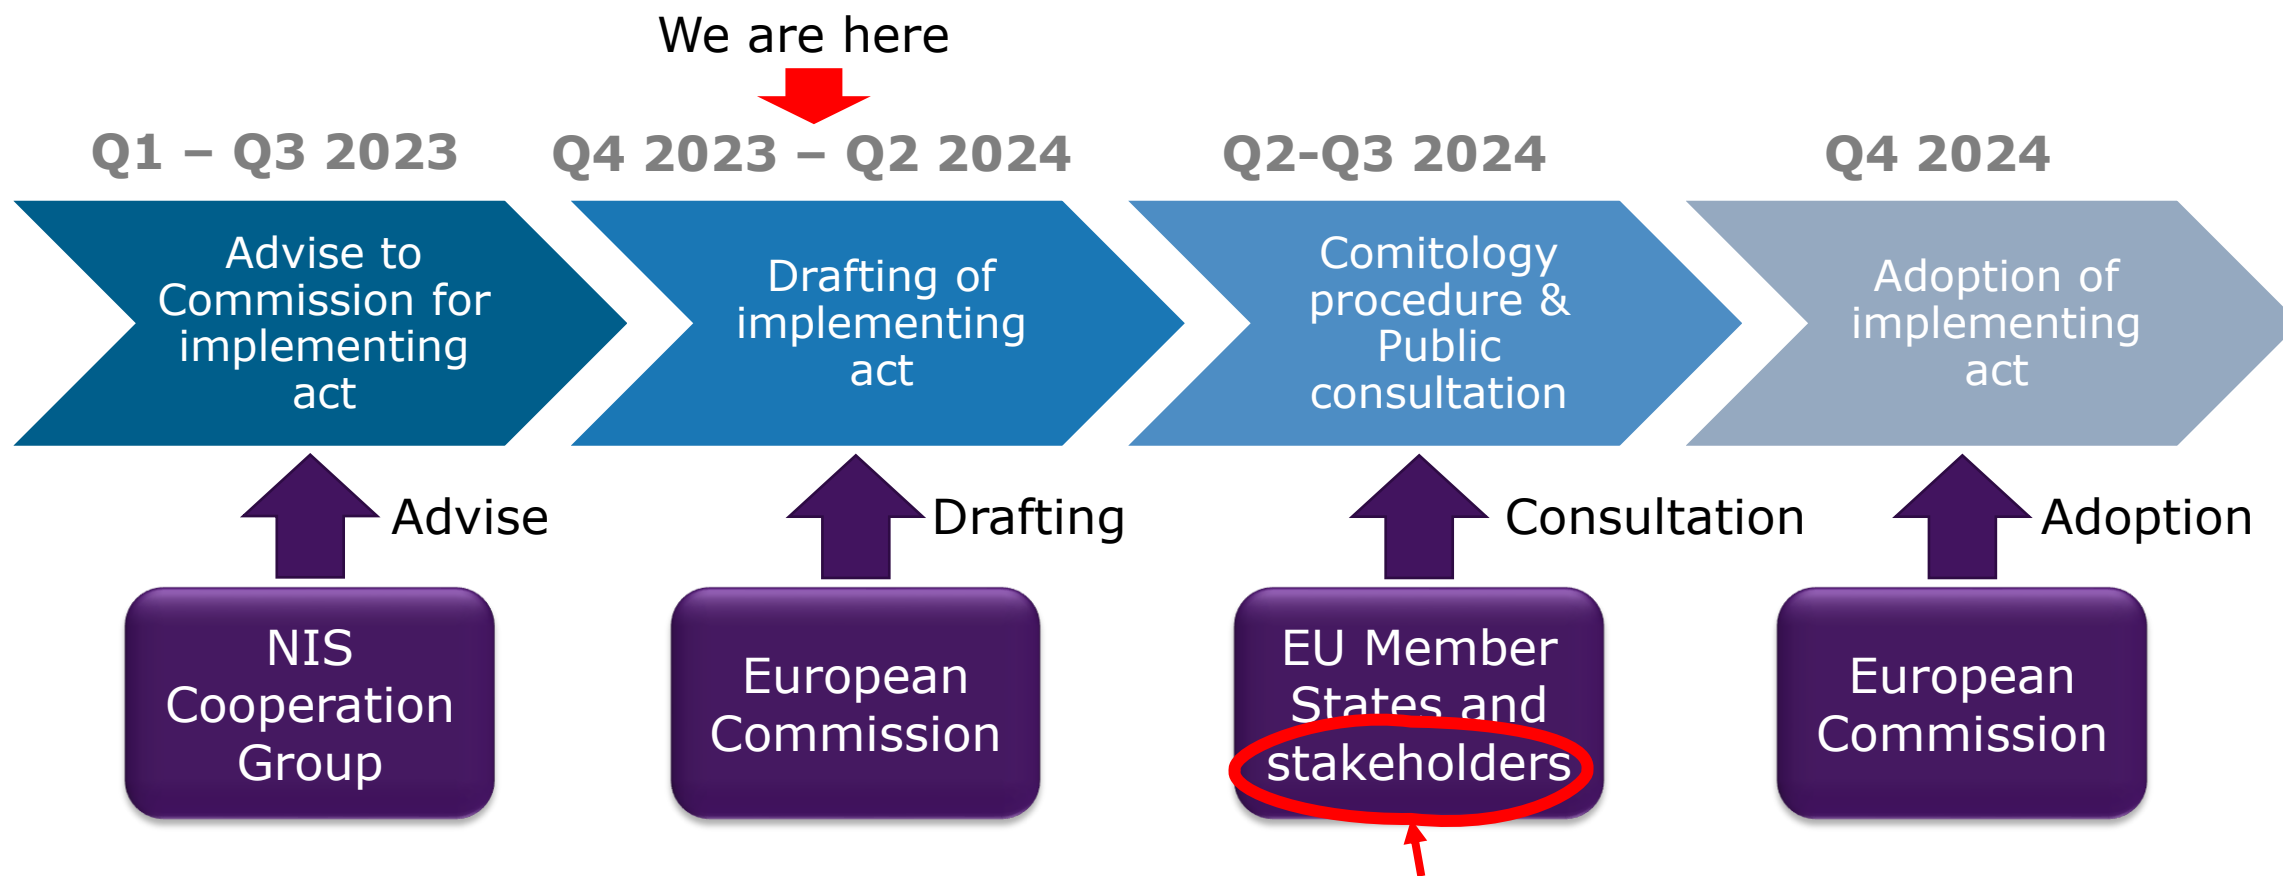 We are here
Q1 – Q3 2023
Q4 2023 – Q2 2024
Q2-Q3 2024
Q4 2024
Advise to
Commission for
implementing
act
Drafting of
implementing
act
Comitology
procedure &
Public
consultation
Adoption of
implementing
act
Advise
Drafting
Consultation
Adoption
NIS
Cooperation
Group
European
Commission
EU Member
States and
stakeholders
European
Commission